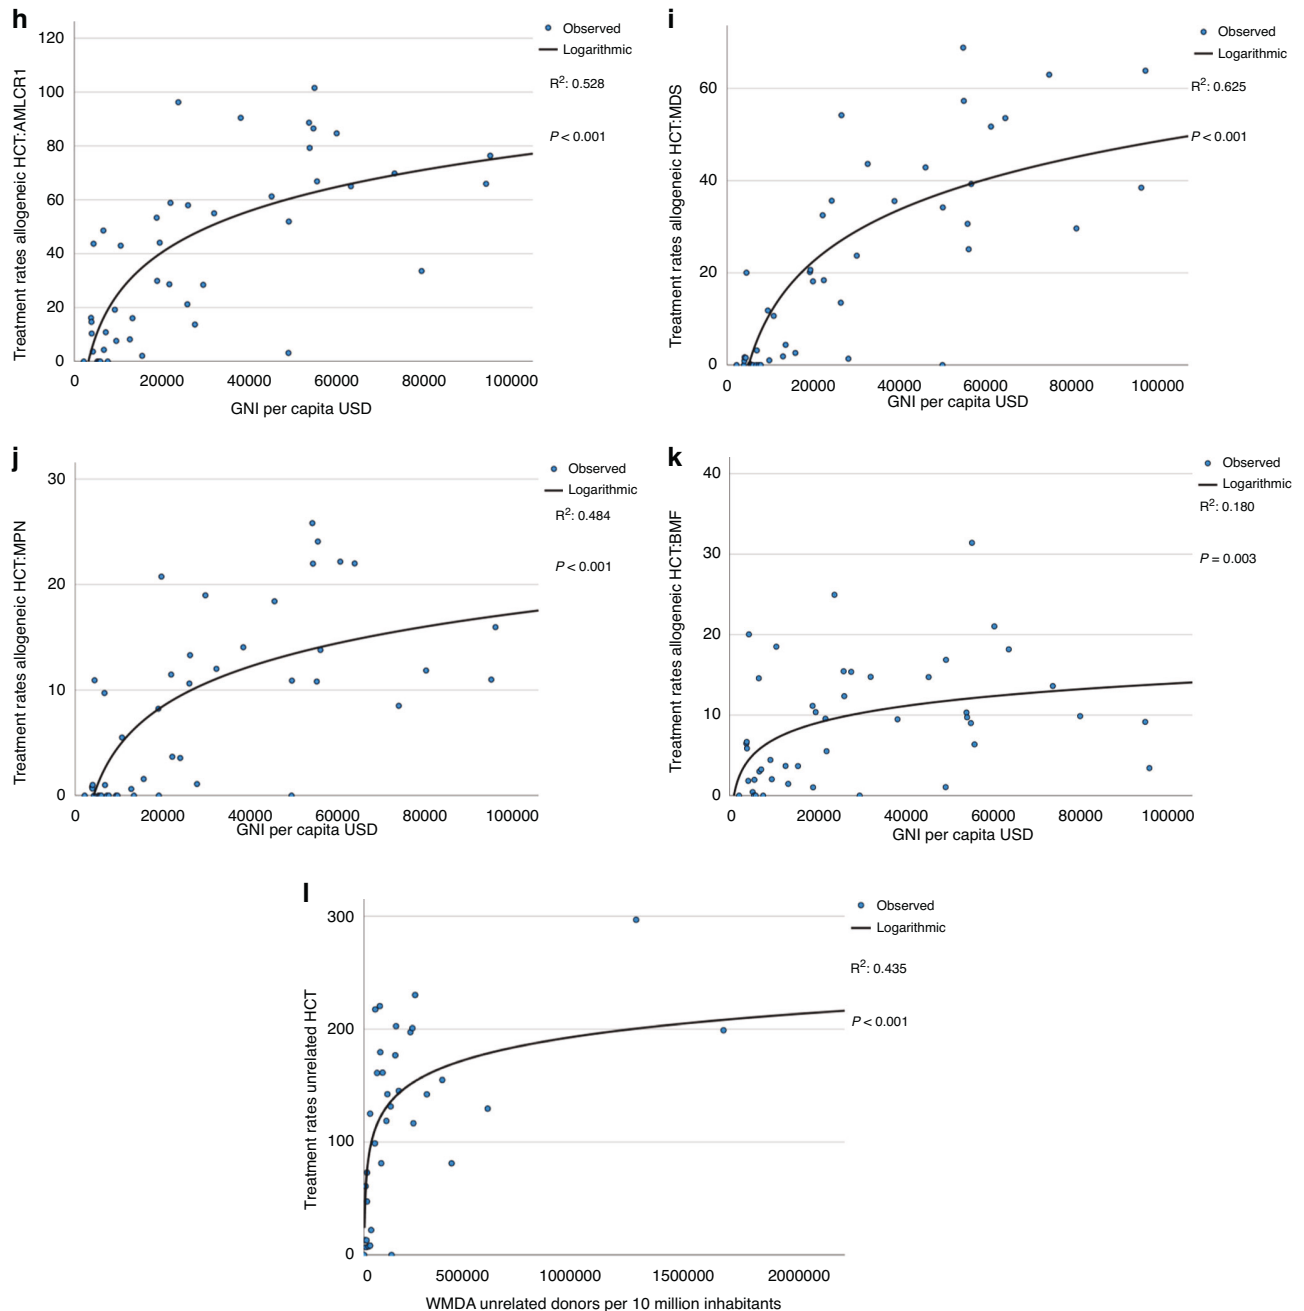 h
Observed
Logarithmic
R²: 0.528
P < 0.001
Treatment rates allogeneic HCT:AMLCR1
120
100
80
60
40
20
0
0 20000 40000 60000 80000 100000
GNI per capita USD
i
Observed
Logarithmic
R²: 0.625
P < 0.001
Treatment rates allogeneic HCT:MDS
60
40
20
0
0 20000 40000 60000 80000 100000
GNI per capita USD
j
Observed
Logarithmic
R²: 0.484
P < 0.001
Treatment rates allogeneic HCT:MPN
30
20
10
0
0 20000 40000 60000 80000 100000
GNI per capita USD
k
Observed
Logarithmic
R²: 0.180
P = 0.003
Treatment rates allogeneic HCT:BMF
40
30
20
10
0
0 20000 40000 60000 80000 100000
GNI per capita USD
l
Observed
Logarithmic
R²: 0.435
P < 0.001
Treatment rates unrelated HCT
300
200
100
0
0 500000 1000000 1500000 2000000
WMDA unrelated donors per 10 million inhabitants